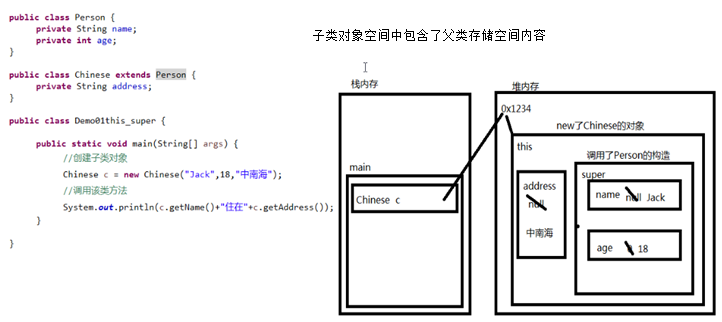 public class Person {
private String name;
private int age;
}
public class Chinese extends Person {
private String address;
}
public class Demo01this_super {
public static void main(String[] args) {
//创建子类对象
Chinese c = new Chinese("Jack",18,"中南海");
//调用该类方法
System.out.println(c.getName()+"住在"+c.getAddress());
}
}
子类对象空间中包含了父类存储空间内容
栈内存
main
Chinese c
堆内存
0x1234
new了Chinese的对象
this
address
null
中南海
调用了Person的构造
super
name null Jack
age 0 18